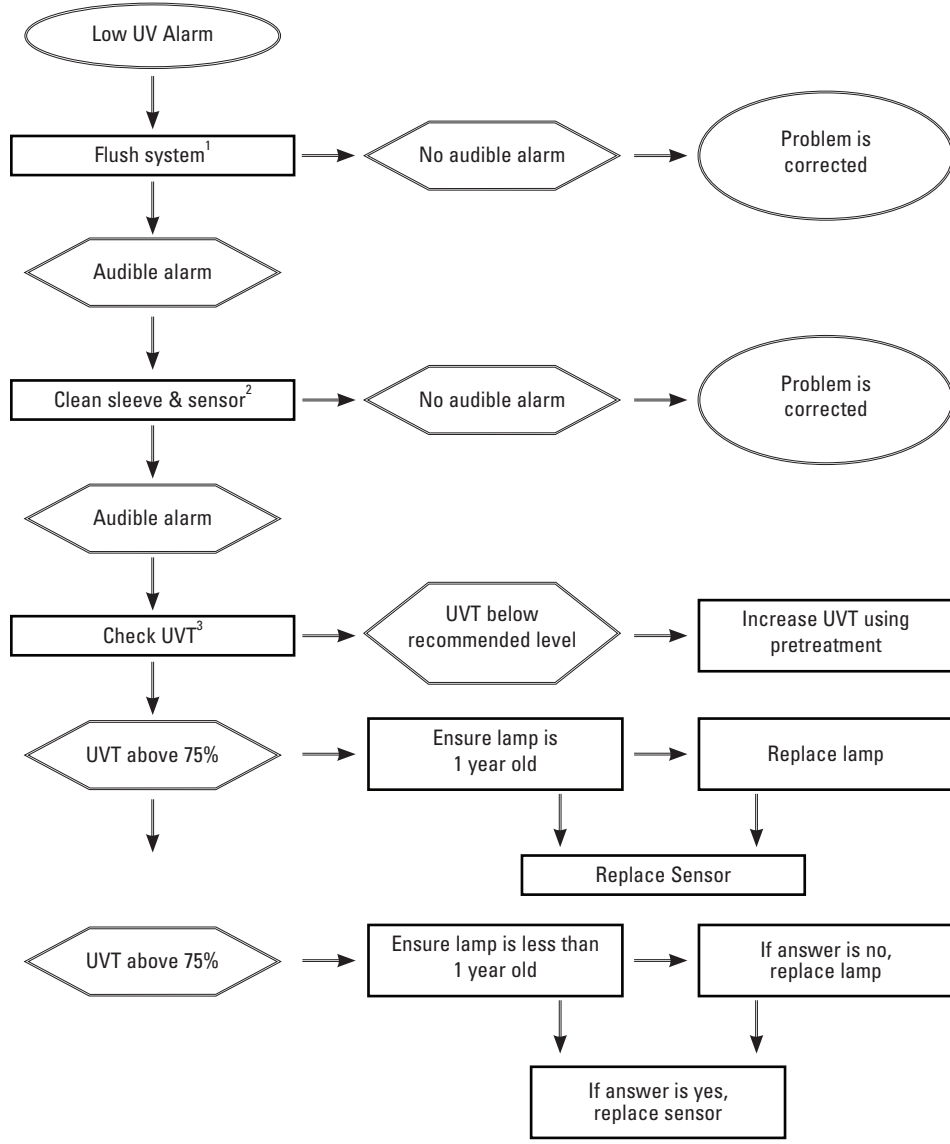 Low UV Alarm
Flush system¹
No audible alarm
Problem is
corrected
Audible alarm
Clean sleeve & sensor²
No audible alarm
Problem is
corrected
Audible alarm
Check UVT³
UVT below
recommended level
Increase UVT using
pretreatment
UVT above 75%
Ensure lamp is
1 year old
Replace lamp
Replace Sensor
UVT above 75%
Ensure lamp is less than
1 year old
If answer is no,
replace lamp
If answer is yes,
replace sensor